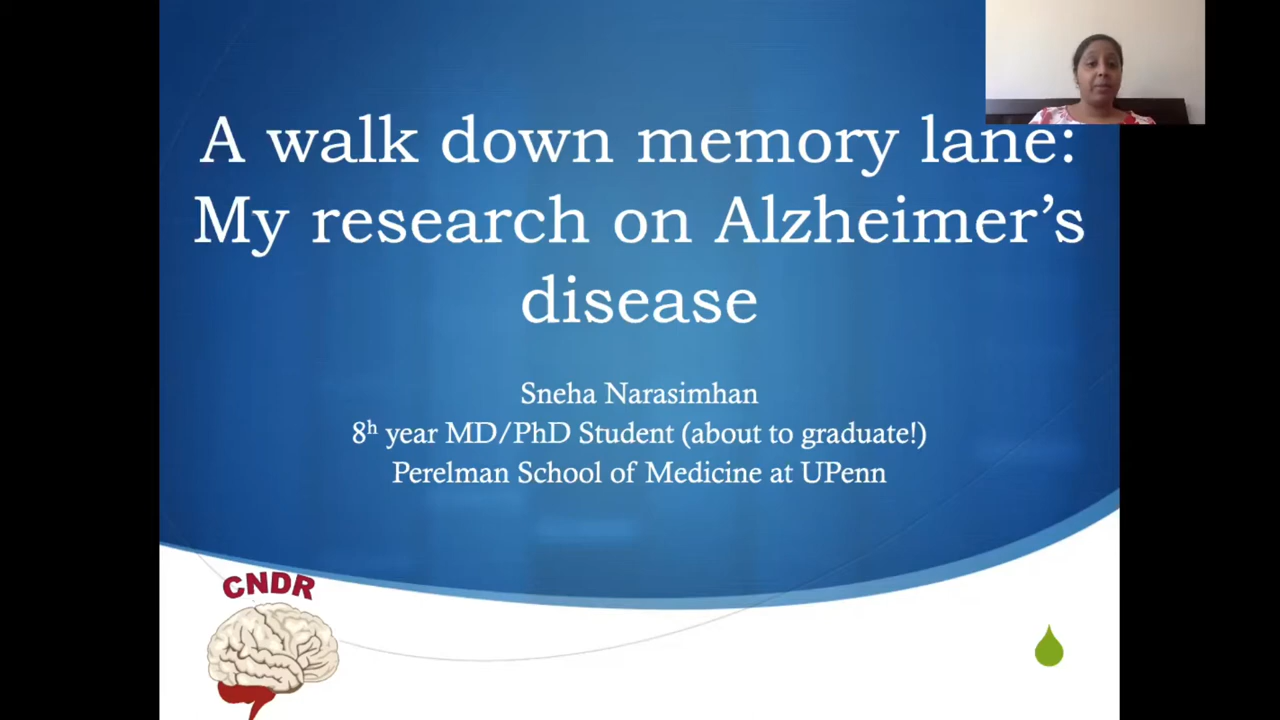 A walk down memory lane:
My research on Alzheimer’s
disease
Sneha Narasimhan
8h year MD/PhD Student (about to graduate!)
Perelman School of Medicine at UPenn
CNDR